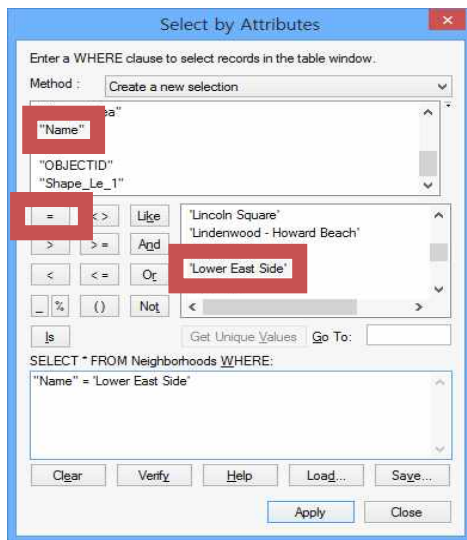 Select by Attributes
×
Enter a WHERE clause to select records in the table window.
Method : Create a new selection
"Name"
"OBJECTID"
"Shape_Le_1"
= <> Like
> >= And
< <= Or
_ % () Not
Is
'Lincoln Square'
'Lindenwood - Howard Beach'
'Lower East Side'
Get Unique Values Go To:
SELECT * FROM Neighborhoods WHERE:
"Name" = 'Lower East Side'
Clear Verify Help Load... Save...
Apply Close